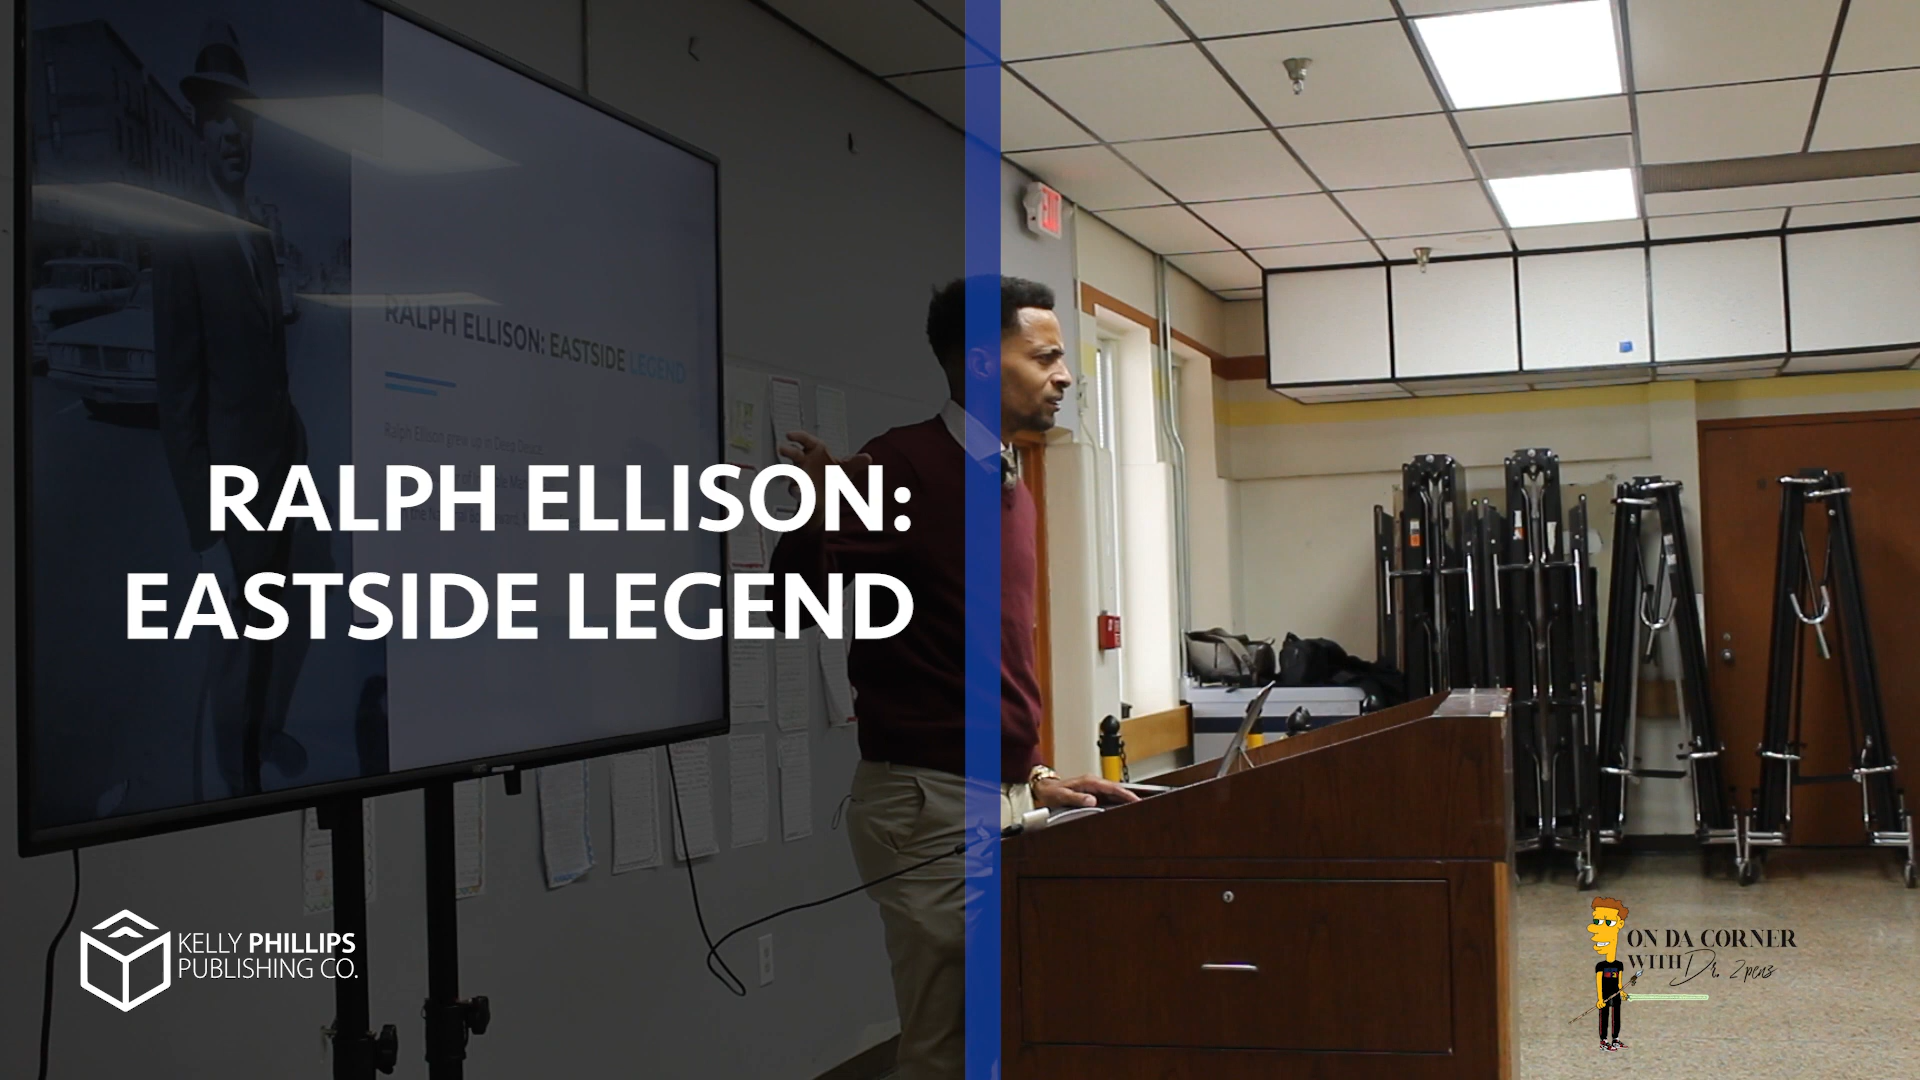 RALPH ELLISON: EASTSIDE LEGEND
Ralph Ellison grew up in Deep Deuce.
RALPH ELLISON:
EASTSIDE LEGEND
EXIT
KELLY PHILLIPS
PUBLISHING CO.
ON DA CORNER
WITH Dr. 2pens